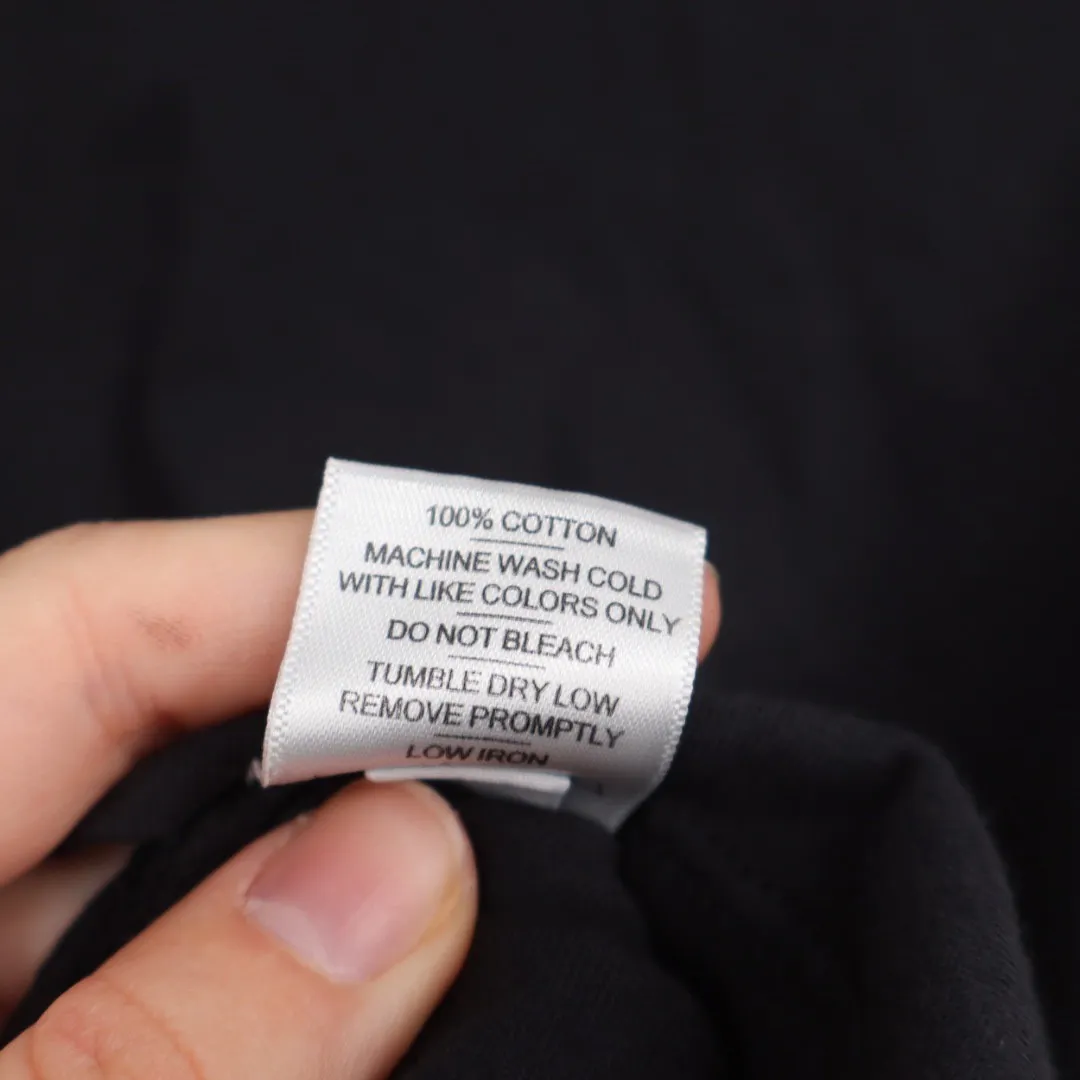 100% COTTON
MACHINE WASH COLD
WITH LIKE COLORS ONLY
DO NOT BLEACH
TUMBLE DRY LOW
REMOVE PROMPTLY
LOW IRON